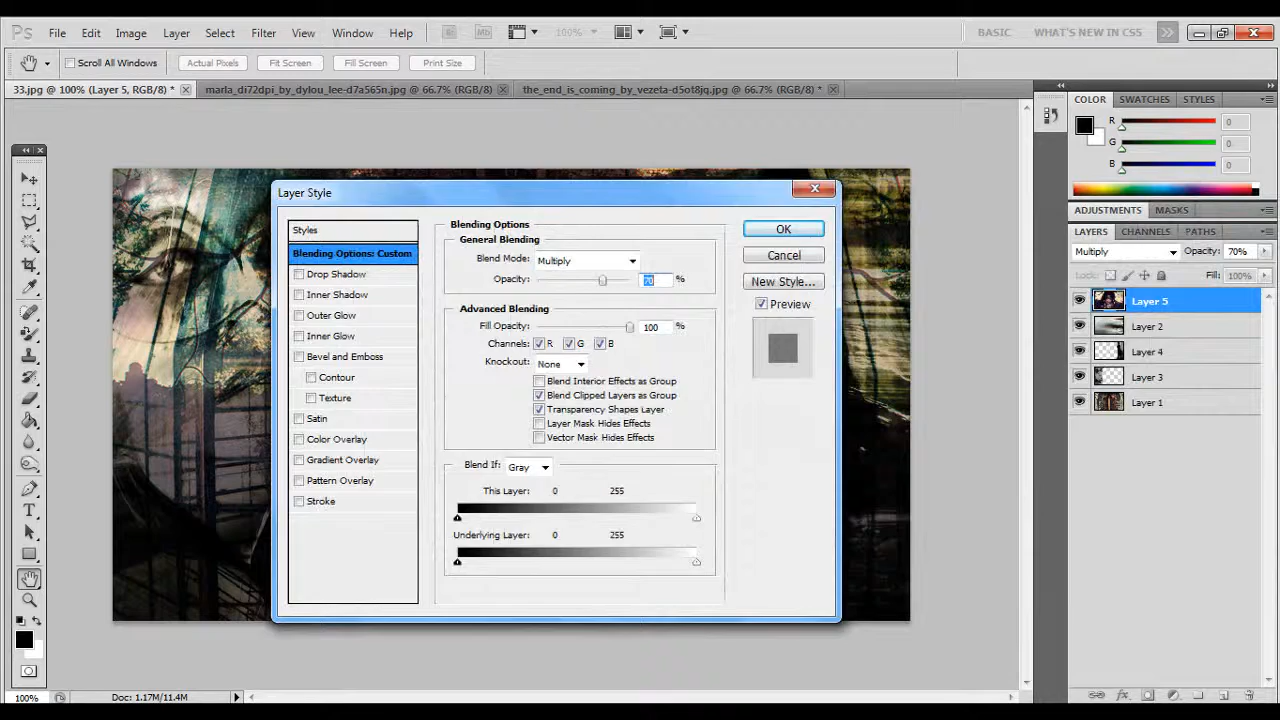 Ps File Edit Image Layer Select Filter View Window Help Br Mb 100% BASIC WHAT'S NEW IN CS5
Scroll All Windows Actual Pixels Fit Screen Fill Screen Print Size
33.jpg @ 100% (Layer 5, RGB/8) * marla_di72dpi_by_dylou_lee-d7a565n.jpg @ 66.7% (RGB/8) the_end_is_coming_by_vezeta-d5ot8jq.jpg @ 66.7% (RGB/8) *
COLOR SWATCHES STYLES
R 0
G 0
B 0
ADJUSTMENTS MASKS
LAYERS CHANNELS PATHS
Multiply Opacity: 70%
Lock: Fill: 100%
Layer 5
Layer 2
Layer 4
Layer 3
Layer 1
Layer Style
Styles
Blending Options: Custom
Drop Shadow
Inner Shadow
Outer Glow
Inner Glow
Bevel and Emboss
Contour
Texture
Satin
Color Overlay
Gradient Overlay
Pattern Overlay
Stroke
Blending Options
General Blending
Blend Mode: Multiply
Opacity: 70 %
Advanced Blending
Fill Opacity: 100 %
Channels: R G B
Knockout: None
Blend Interior Effects as Group
Blend Clipped Layers as Group
Transparency Shapes Layer
Layer Mask Hides Effects
Vector Mask Hides Effects
Blend If: Gray
This Layer: 0 255
Underlying Layer: 0 255
OK
Cancel
New Style...
Preview
100% Doc: 1.17M/11.4M